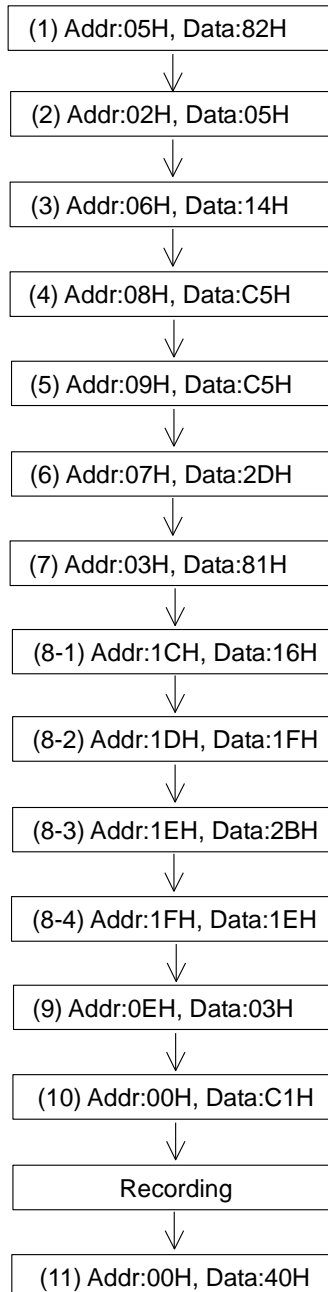 (1) Addr:05H, Data:82H
(2) Addr:02H, Data:05H
(3) Addr:06H, Data:14H
(4) Addr:08H, Data:C5H
(5) Addr:09H, Data:C5H
(6) Addr:07H, Data:2DH
(7) Addr:03H, Data:81H
(8-1) Addr:1CH, Data:16H
(8-2) Addr:1DH, Data:1FH
(8-3) Addr:1EH, Data:2BH
(8-4) Addr:1FH, Data:1EH
(9) Addr:0EH, Data:03H
(10) Addr:00H, Data:C1H
Recording
(11) Addr:00H, Data:40H